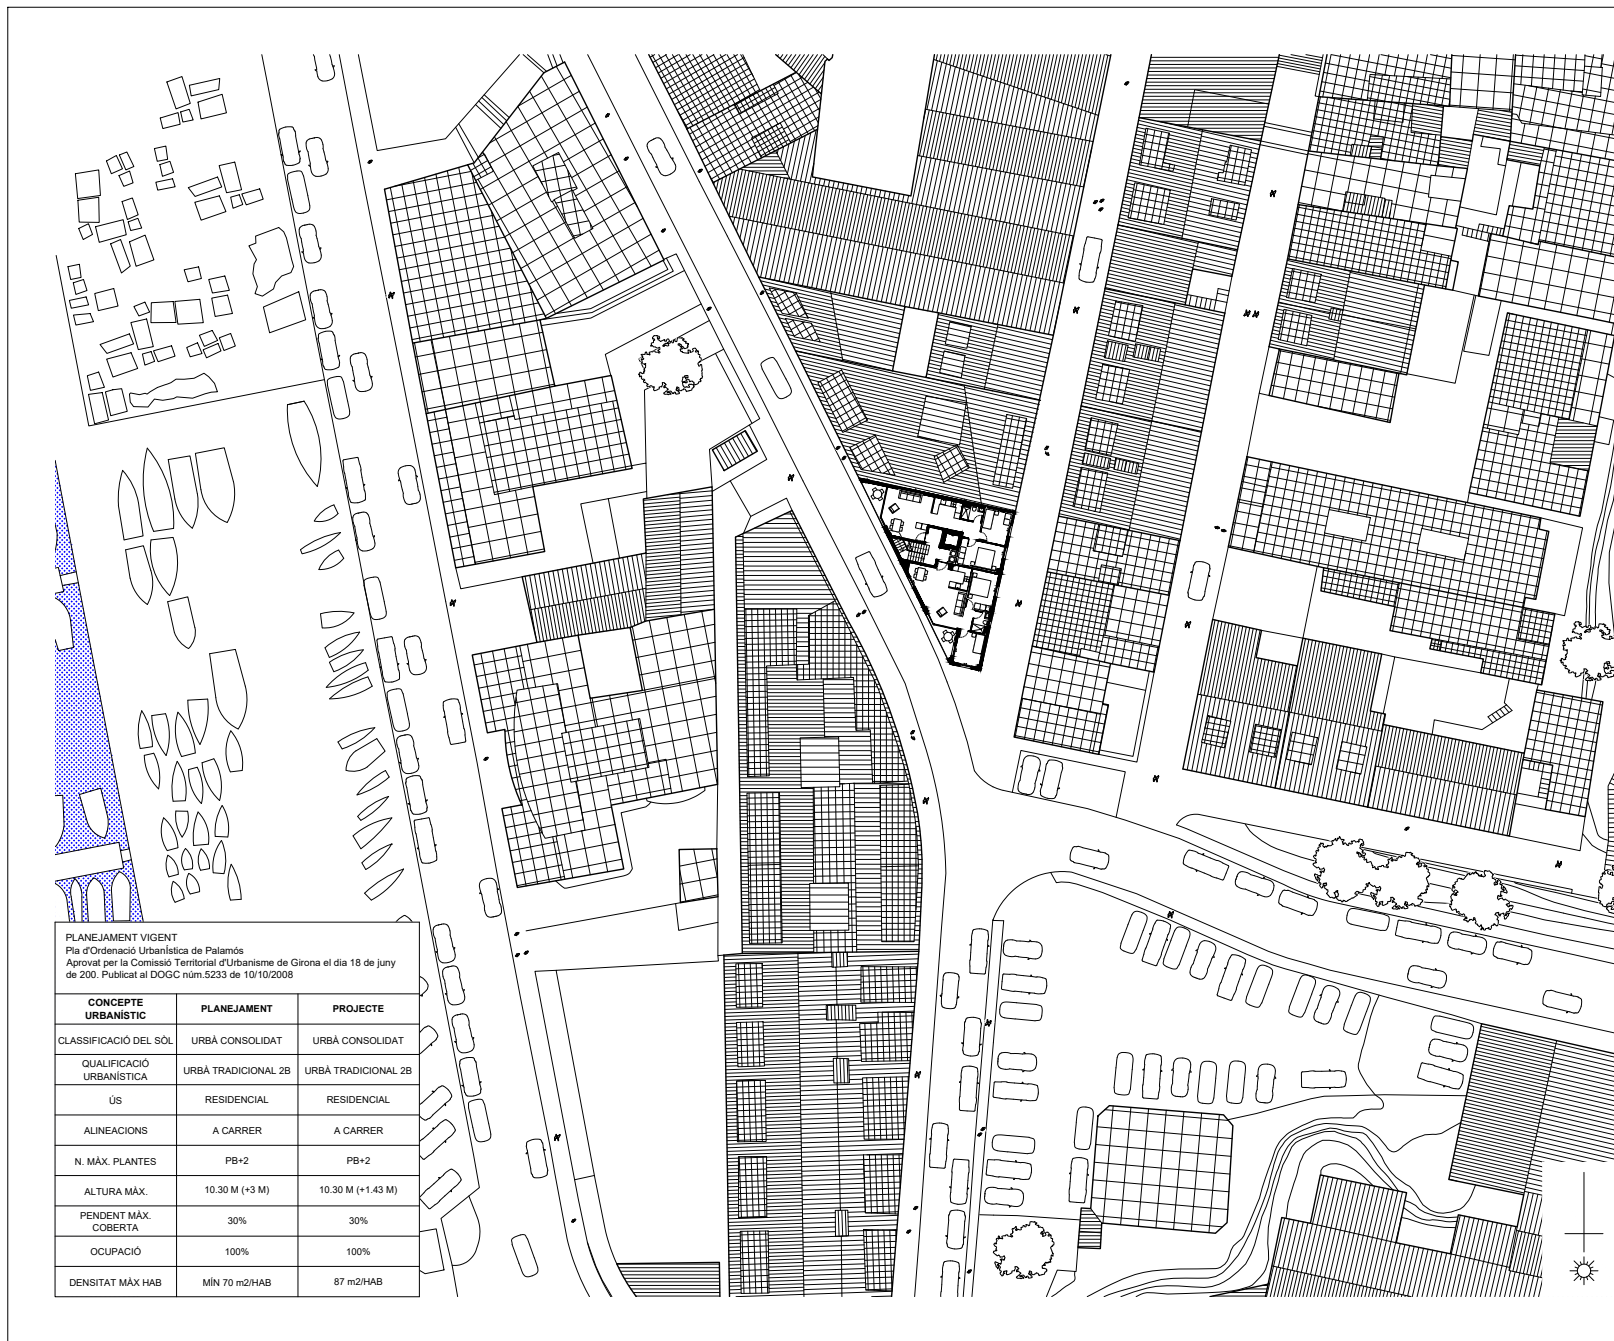 PLANEJAMENT VIGENT
Pla d'Ordenació Urbanística de Palamós
Aprovat per la Comissió Territorial d'Urbanisme de Girona el dia 18 de juny
de 200. Publicat al DOGC núm.5233 de 10/10/2008
CONCEPTE
URBANÍSTIC
PLANEJAMENT
PROJECTE
CLASSIFICACIÓ DEL SÒL
URBÀ CONSOLIDAT
URBÀ CONSOLIDAT
QUALIFICACIÓ
URBANÍSTICA
URBÀ TRADICIONAL 2B
URBÀ TRADICIONAL 2B
ÚS
RESIDENCIAL
RESIDENCIAL
ALINEACIONS
A CARRER
A CARRER
N. MÀX. PLANTES
PB+2
PB+2
ALTURA MÀX.
10.30 M (+3 M)
10.30 M (+1.43 M)
PENDENT MÀX.
COBERTA
30%
30%
OCUPACIÓ
100%
100%
DENSITAT MÀX HAB
MÍN 70 m2/HAB
87 m2/HAB